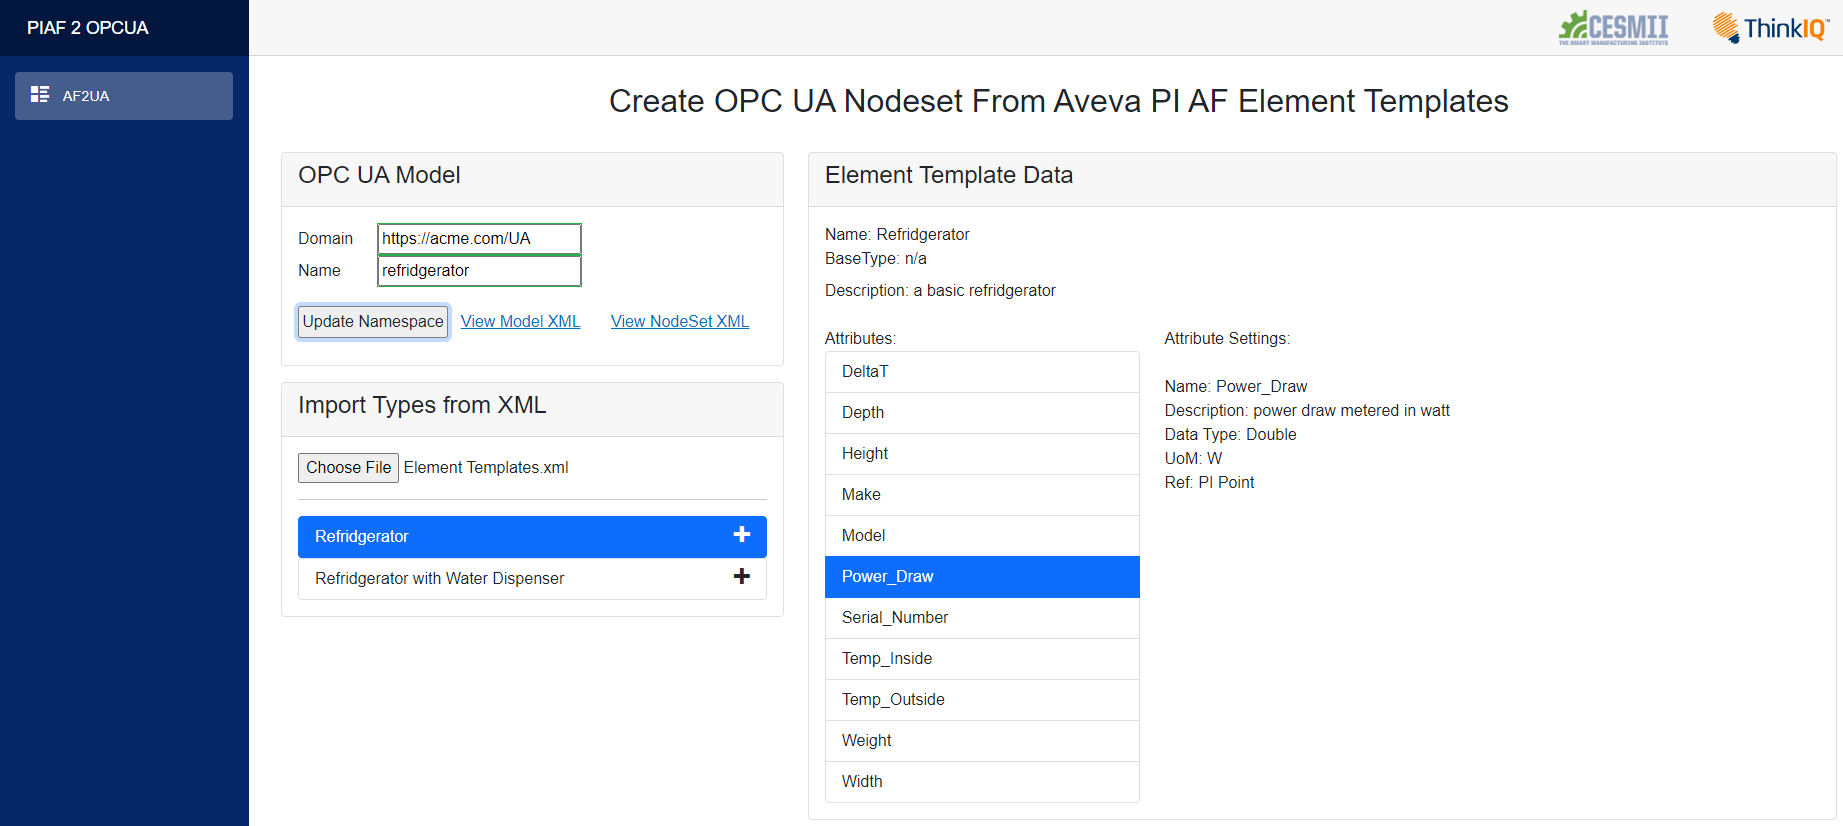 PIAF 2 OPCUA
CESMII
THE SMART MANUFACTURING INSTITUTE
ThinkIQ™
AF2UA
Create OPC UA Nodeset From Aveva PI AF Element Templates
OPC UA Model
Domain https://acme.com/UA
Name refridgerator
Update Namespace View Model XML View NodeSet XML
Import Types from XML
Choose File Element Templates.xml
Refridgerator
Refridgerator with Water Dispenser
Element Template Data
Name: Refridgerator
BaseType: n/a
Description: a basic refridgerator
Attributes:
DeltaT
Depth
Height
Make
Model
Power_Draw
Serial_Number
Temp_Inside
Temp_Outside
Weight
Width
Attribute Settings:
Name: Power_Draw
Description: power draw metered in watt
Data Type: Double
UoM: W
Ref: PI Point